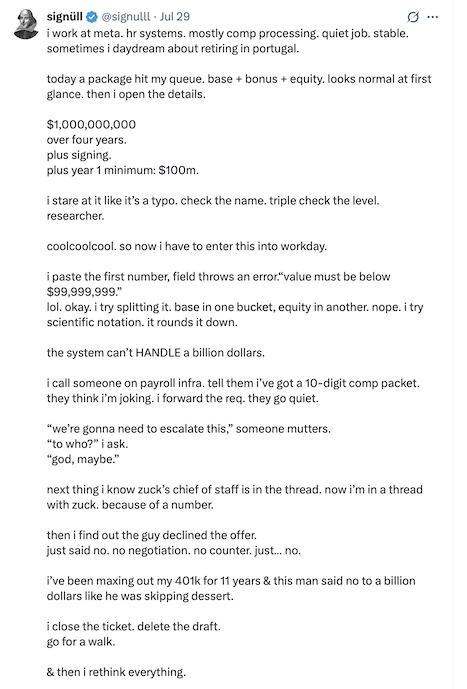 signüll @signulll · Jul 29
i work at meta. hr systems. mostly comp processing. quiet job. stable.
sometimes i daydream about retiring in portugal.
today a package hit my queue. base + bonus + equity. looks normal at first
glance. then i open the details.
$1,000,000,000
over four years.
plus signing.
plus year 1 minimum: $100m.
i stare at it like it's a typo. check the name. triple check the level.
researcher.
coolcoolcool. so now i have to enter this into workday.
i paste the first number, field throws an error.“value must be below
$99,999,999.”
lol. okay. i try splitting it. base in one bucket, equity in another. nope. i try
scientific notation. it rounds it down.
the system can't HANDLE a billion dollars.
i call someone on payroll infra. tell them i've got a 10-digit comp packet.
they think i'm joking. i forward the req. they go quiet.
“we're gonna need to escalate this,” someone mutters.
“to who?” i ask.
“god, maybe.”
next thing i know zuck's chief of staff is in the thread. now i'm in a thread
with zuck. because of a number.
then i find out the guy declined the offer.
just said no. no negotiation. no counter. just... no.
i've been maxing out my 401k for 11 years & this man said no to a billion
dollars like he was skipping dessert.
i close the ticket. delete the draft.
go for a walk.
& then i rethink everything.